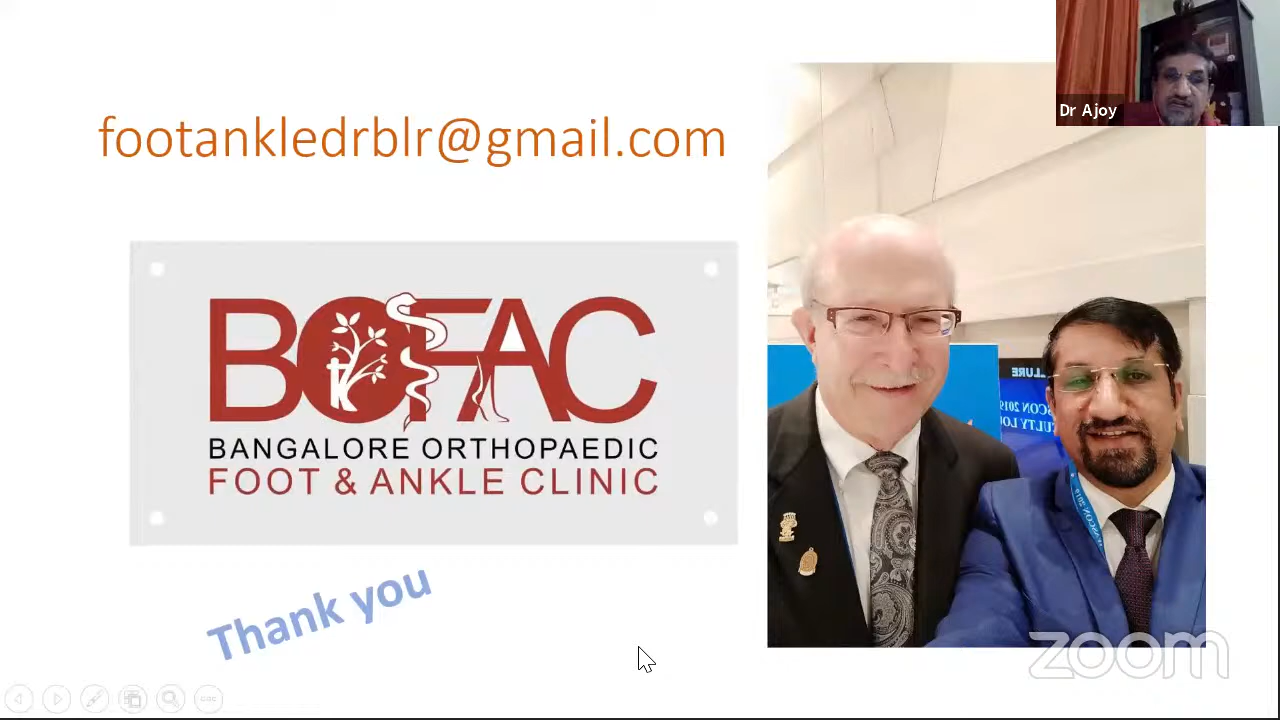 footankledrblr@gmail.com
Dr Ajoy
BOFAC
BANGALORE ORTHOPAEDIC
FOOT & ANKLE CLINIC
Thank you
zoom